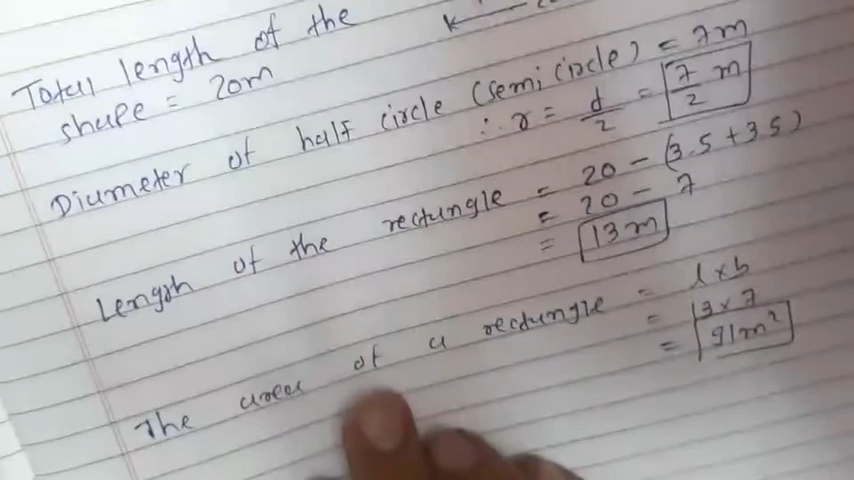 Total length of the
shape = 20m
Diameter of half circle (semi circle) = 7m
∴ r = d/2 = 7/2 m
Length of the rectangle = 20 - (3.5 + 3.5)
= 20 - 7
= 13m
The area of a rectangle = l x b
= 13 x 7
= 91m²